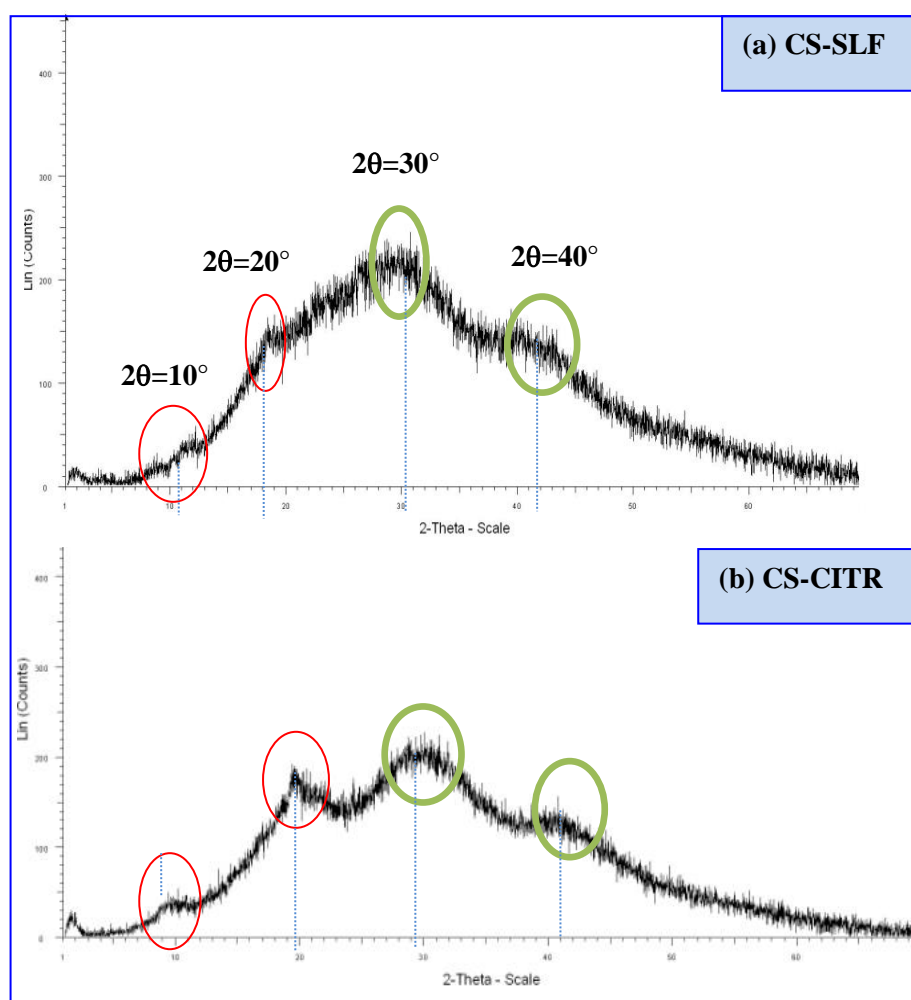 (a) CS-SLF
400
2θ=30°
300
2θ=20°
2θ=40°
Lin (Counts)
200
2θ=10°
100
0
1 10 20 30 40 50 60
2-Theta - Scale
(b) CS-CITR
400
300
Lin (Counts)
200
100
0
1 10 20 30 40 50 60
2-Theta - Scale